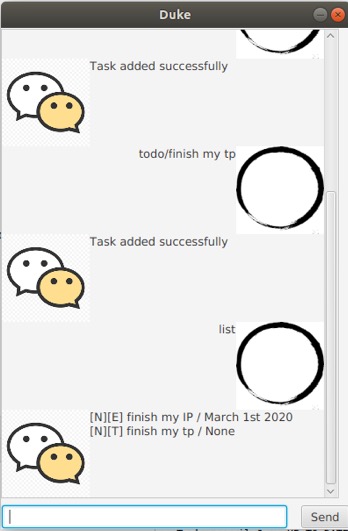 Duke
Task added successfully
todo/finish my tp
Task added successfully
list
[N][E] finish my IP / March 1st 2020
[N][T] finish my tp / None
Send